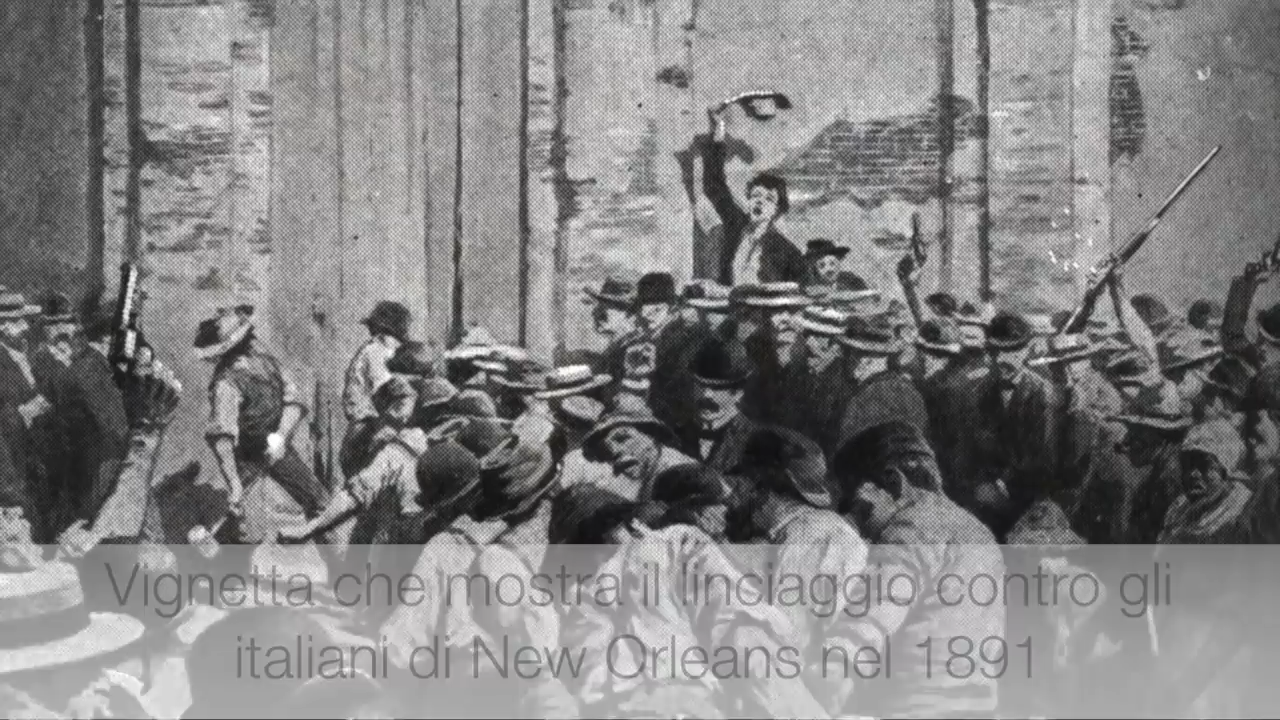 Vignetta che mostra il linciaggio contro gli
italiani di New Orleans nel 1891